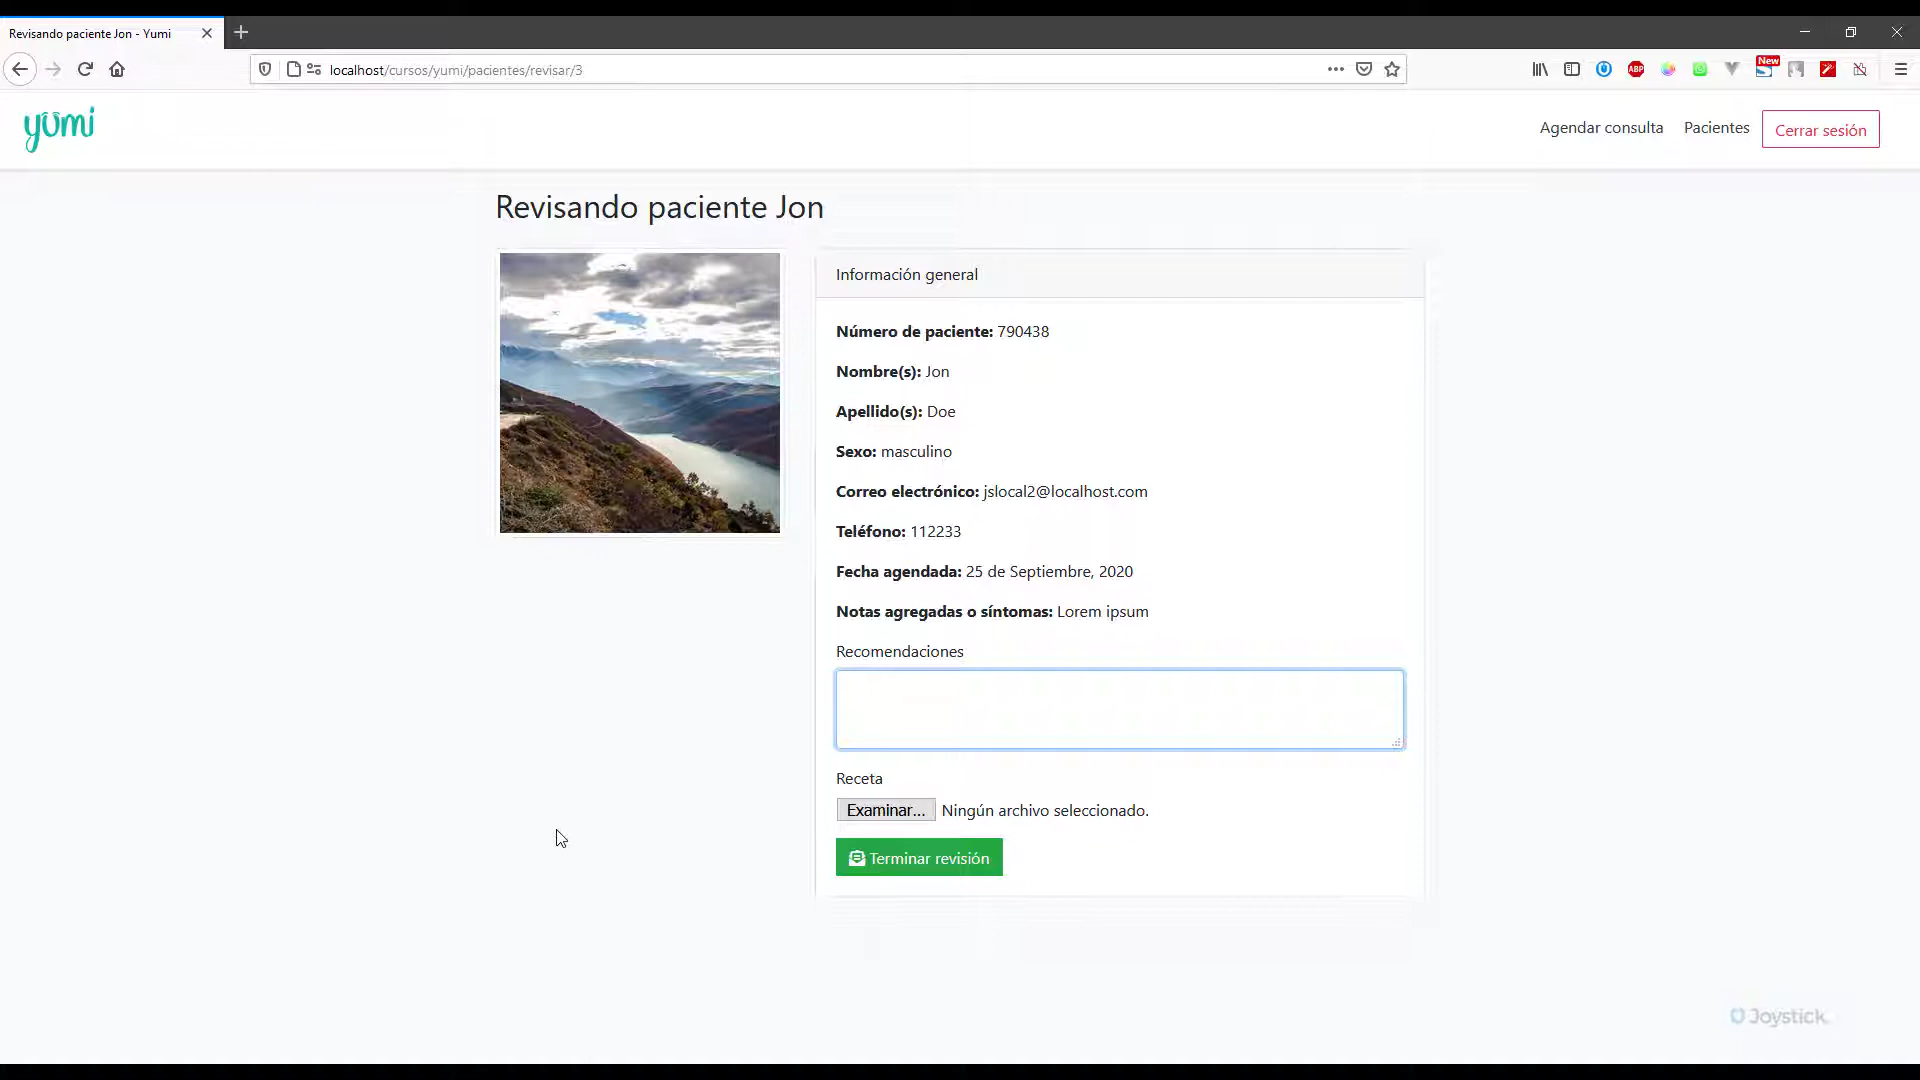 Revisando paciente Jon - Yumi
localhost/cursos/yumi/pacientes/revisar/3
ABP
New
yumi
Agendar consulta
Pacientes
Cerrar sesión
Revisando paciente Jon
Información general
Número de paciente: 790438
Nombre(s): Jon
Apellido(s): Doe
Sexo: masculino
Correo electrónico: jslocal2@localhost.com
Teléfono: 112233
Fecha agendada: 25 de Septiembre, 2020
Notas agregadas o síntomas: Lorem ipsum
Recomendaciones
Receta
Examinar... Ningún archivo seleccionado.
Terminar revisión
Joystick